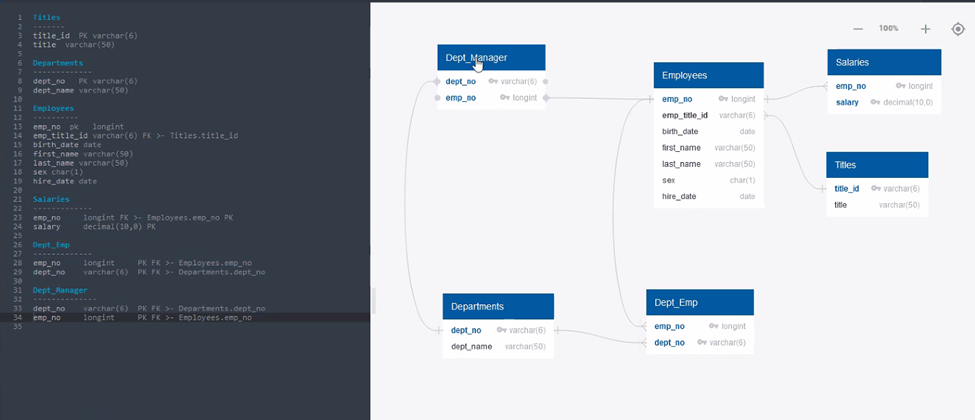 1 Titles
2 -------
3 title_id PK varchar(6)
4 title varchar(50)
5
6 Departments
7 -------------
8 dept_no PK varchar(6)
9 dept_name varchar(50)
10
11 Employees
12 ----------
13 emp_no pk longint
14 emp_title_id varchar(6) FK >- Titles.title_id
15 birth_date date
16 first_name varchar(50)
17 last_name varchar(50)
18 sex char(1)
19 hire_date date
20
21 Salaries
22 -------------
23 emp_no longint FK >- Employees.emp_no PK
24 salary decimal(10,0) PK
25
26 Dept_Emp
27 -------------
28 emp_no longint PK FK >- Employees.emp_no
29 dept_no varchar(6) PK FK >- Departments.dept_no
30
31 Dept_Manager
32 --------------
33 dept_no varchar(6) PK FK >- Departments.dept_no
34 emp_no longint PK FK >- Employees.emp_no
35
100%
Dept_Manager
dept_no varchar(6)
emp_no longint
Employees
emp_no longint
emp_title_id varchar(6)
birth_date date
first_name varchar(50)
last_name varchar(50)
sex char(1)
hire_date date
Salaries
emp_no longint
salary decimal(10,0)
Titles
title_id varchar(6)
title varchar(50)
Departments
dept_no varchar(6)
dept_name varchar(50)
Dept_Emp
emp_no longint
dept_no varchar(6)